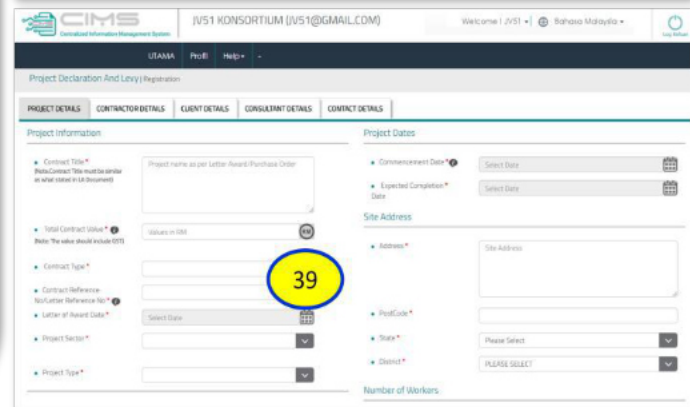 CIMS
Centralized Information Management System
JV51 KONSORTIUM (JV51@GMAIL.COM)
Welcome ! JV51
Bahasa Malaysia
Log Keluar
UTAMA Profil Help
Project Declaration And Levy | Registration
PROJECT DETAILS CONTRACTOR DETAILS CLIENT DETAILS CONSULTANT DETAILS CONTACT DETAILS
Project Information
Contract Title *
(Note:Contract Title must be similar
as what stated in LA Document)
Project name as per Letter Award/Purchase Order
Total Contract Value *
(Note: The value should include GST)
Values in RM
RM
Contract Type *
39
Contract Reference
No/Letter Reference No *
Letter of Award Date *
Select Date
Project Sector *
Project Type *
Project Dates
Commencement Date *
Select Date
Expected Completion *
Date
Select Date
Site Address
Address *
Site Address
PostCode *
State *
Please Select
District *
PLEASE SELECT
Number of Workers